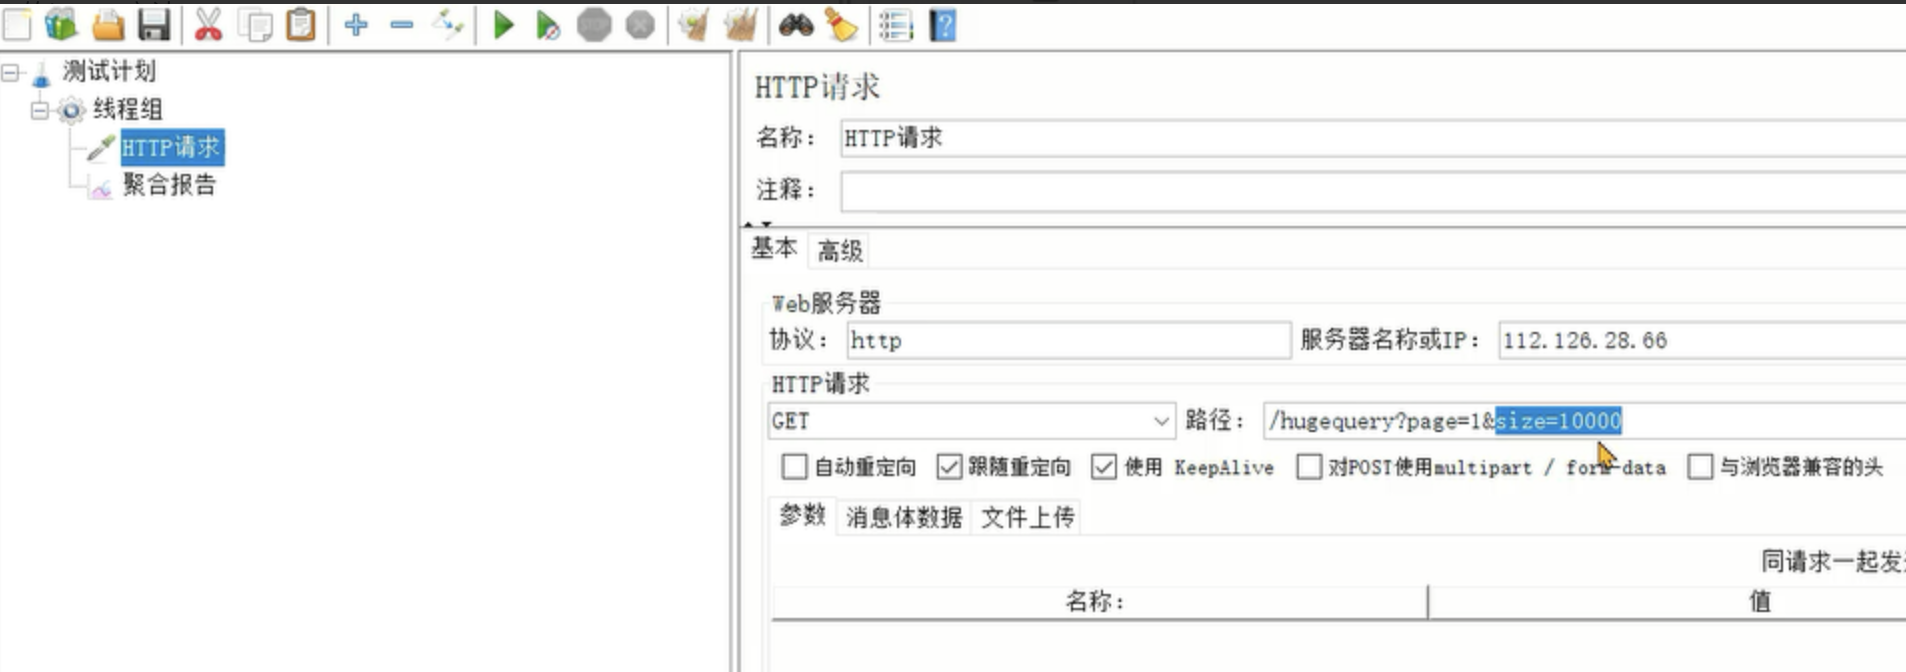 测试计划
线程组
HTTP请求
聚合报告
HTTP请求
名称： HTTP请求
注释：
基本 高级
Web服务器
协议： http 服务器名称或IP： 112.126.28.66
HTTP请求
GET 路径： /hugequery?page=1&size=10000
自动重定向 跟随重定向 使用 KeepAlive 对POST使用multipart / form-data 与浏览器兼容的头
参数 消息体数据 文件上传
同请求一起发
名称： 值